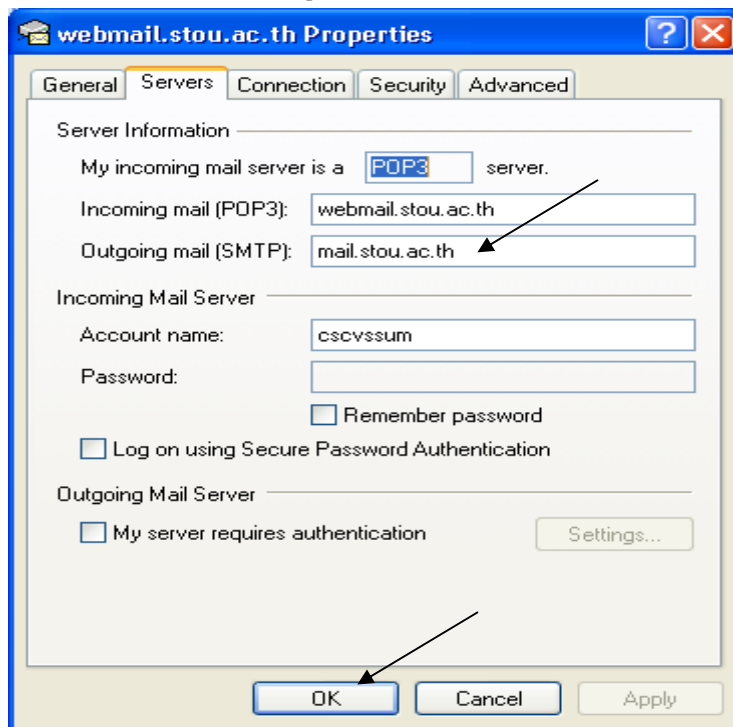 webmail.stou.ac.th Properties
General Servers Connection Security Advanced
Server Information
My incoming mail server is a POP3 server.
Incoming mail (POP3): webmail.stou.ac.th
Outgoing mail (SMTP): mail.stou.ac.th
Incoming Mail Server
Account name: cscvssum
Password:
Remember password
Log on using Secure Password Authentication
Outgoing Mail Server
My server requires authentication Settings...
OK Cancel Apply